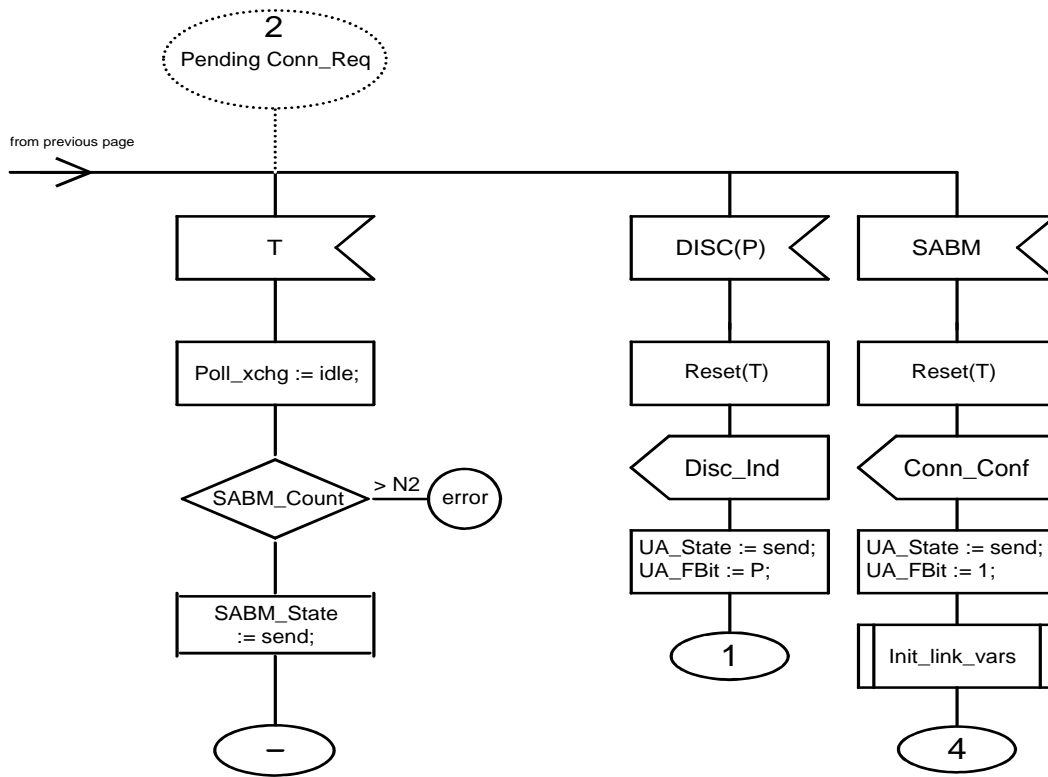 2
Pending Conn_Req
from previous page
T
DISC(P)
SABM
Poll_xchg := idle;
Reset(T)
Reset(T)
SABM_Count
> N2
error
Disc_Ind
Conn_Conf
UA_State := send;
UA_FBit := P;
UA_State := send;
UA_FBit := 1;
SABM_State
:= send;
1
Init_link_vars
–
4